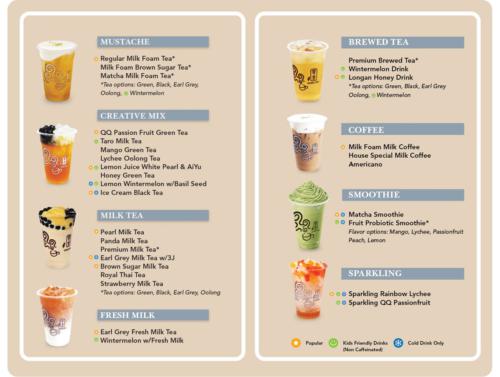 MUSTACHE
Regular Milk Foam Tea*
Milk Foam Brown Sugar Tea*
Matcha Milk Foam Tea*
*Tea options: Green, Black, Earl Grey,
Oolong, Wintermelon
CREATIVE MIX
QQ Passion Fruit Green Tea
Taro Milk Tea
Mango Green Tea
Lychee Oolong Tea
Lemon Juice White Pearl & AiYu
Honey Green Tea
Lemon Wintermelon w/Basil Seed
Ice Cream Black Tea
MILK TEA
Pearl Milk Tea
Panda Milk Tea
Premium Milk Tea*
Earl Grey Milk Tea w/3J
Brown Sugar Milk Tea
Royal Thai Tea
Strawberry Milk Tea
*Tea options: Green, Black, Earl Grey, Oolong
FRESH MILK
Earl Grey Fresh Milk Tea
Wintermelon w/Fresh Milk
BREWED TEA
Premium Brewed Tea*
Wintermelon Drink
Longan Honey Drink
*Tea options: Green, Black, Earl Grey
Oolong, Wintermelon
COFFEE
Milk Foam Milk Coffee
House Special Milk Coffee
Americano
SMOOTHIE
Matcha Smoothie
Fruit Probiotic Smoothie*
Flavor options: Mango, Lychee, Passionfruit
Peach, Lemon
SPARKLING
Sparkling Rainbow Lychee
Sparkling QQ Passionfruit
Popular
Kids Friendly Drinks
(Non Caffeinated)
Cold Drink Only